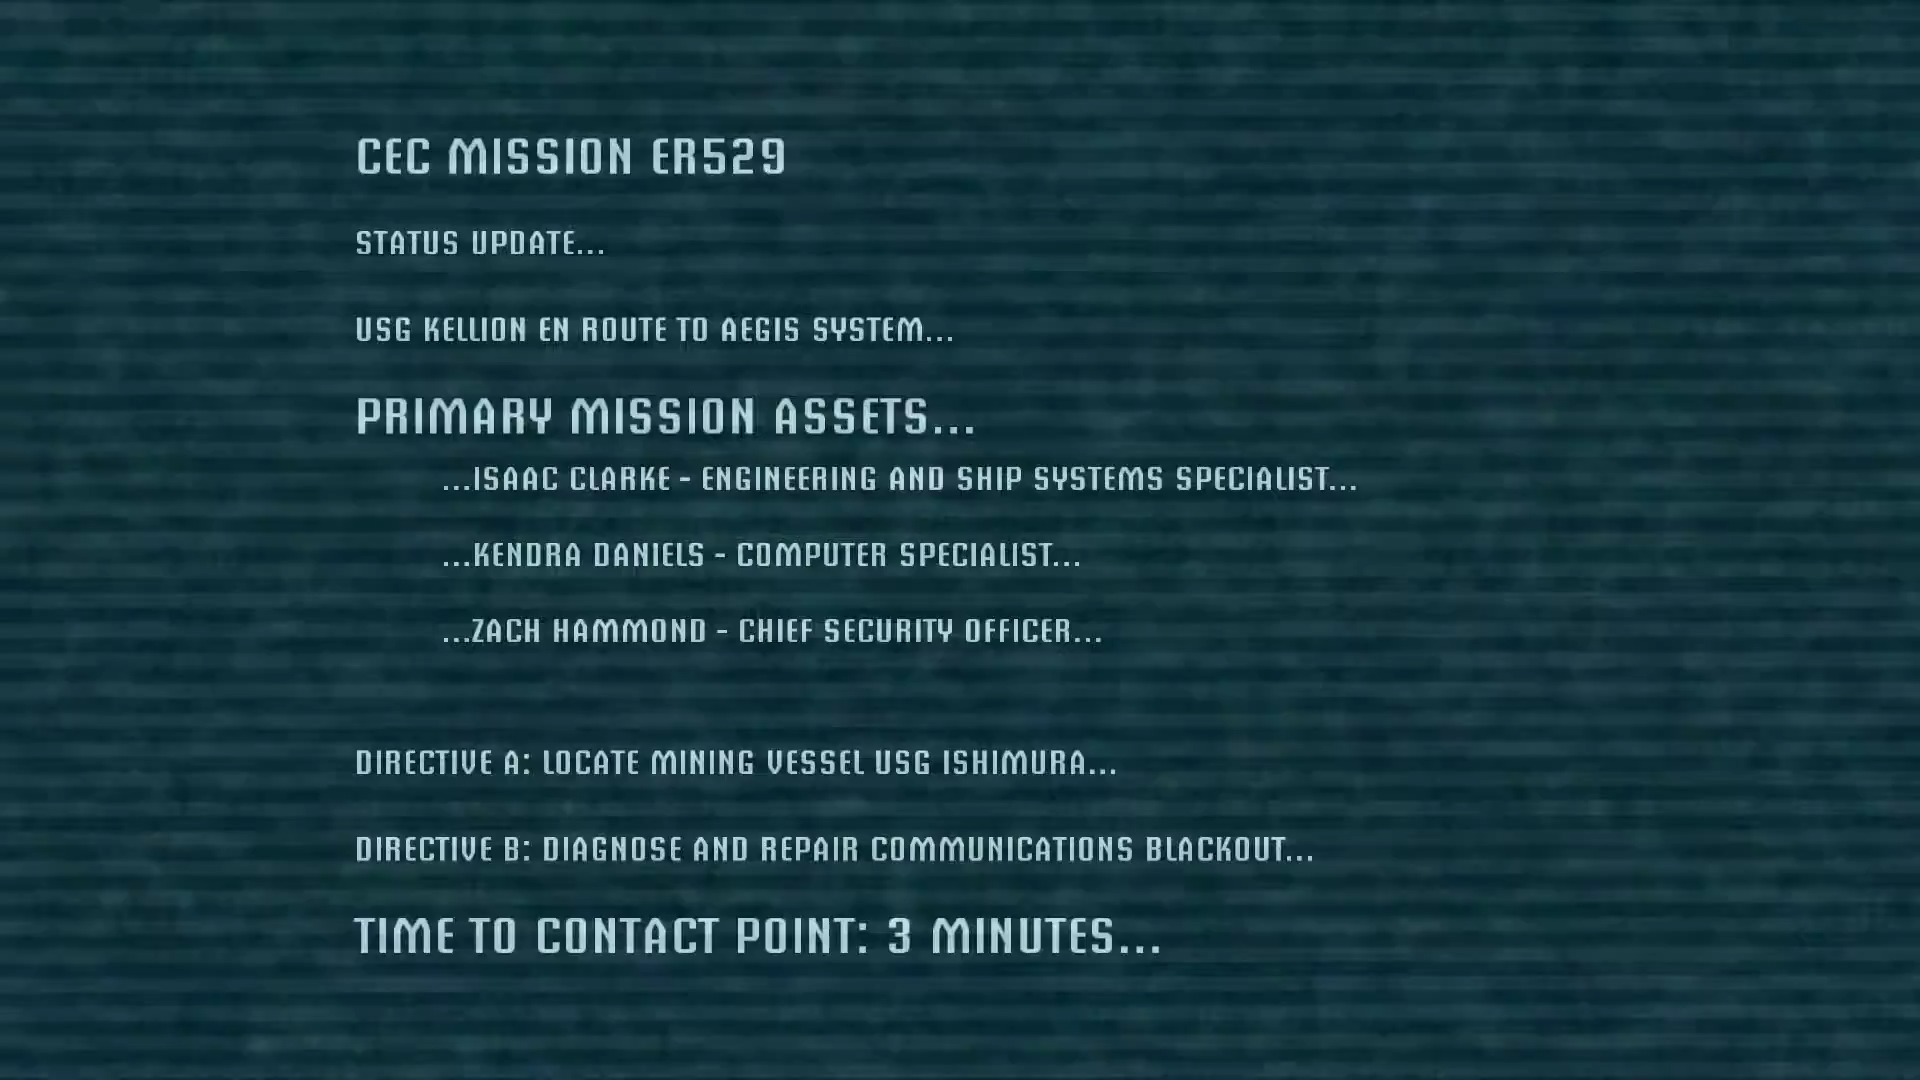 CEC MISSION ER529
STATUS UPDATE...
USG KELLION EN ROUTE TO AEGIS SYSTEM...
PRIMARY MISSION ASSETS...
...ISAAC CLARKE - ENGINEERING AND SHIP SYSTEMS SPECIALIST...
...KENDRA DANIELS - COMPUTER SPECIALIST...
...ZACH HAMMOND - CHIEF SECURITY OFFICER...
DIRECTIVE A: LOCATE MINING VESSEL USG ISHIMURA...
DIRECTIVE B: DIAGNOSE AND REPAIR COMMUNICATIONS BLACKOUT...
TIME TO CONTACT POINT: 3 MINUTES...